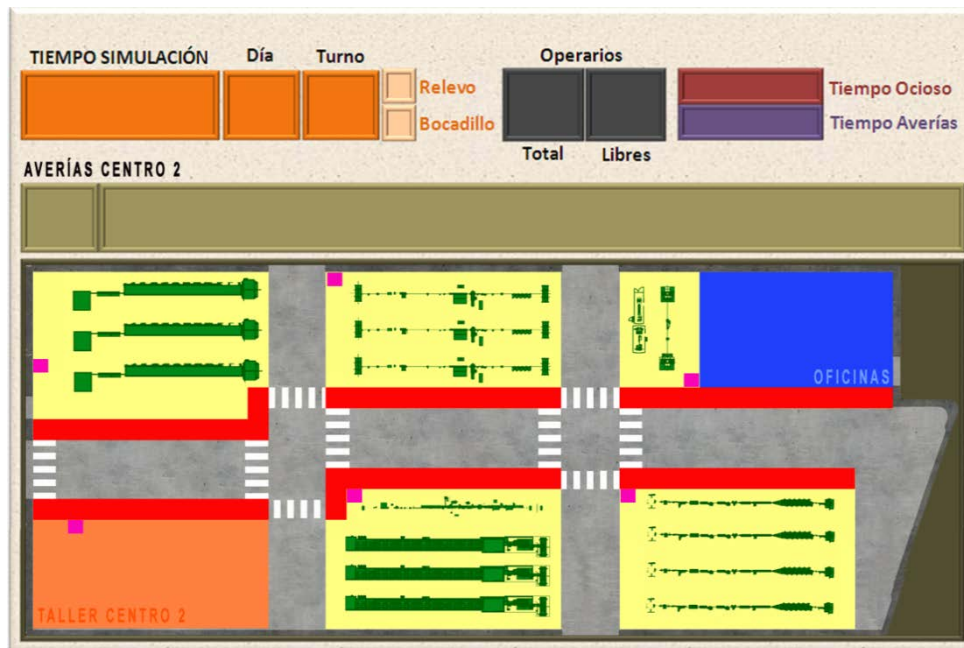 TIEMPO SIMULACIÓN Día Turno Operarios
Relevo
Bocadillo
Tiempo Ocioso
Tiempo Averías
Total Libres
AVERÍAS CENTRO 2
OFICINAS
TALLER CENTRO 2